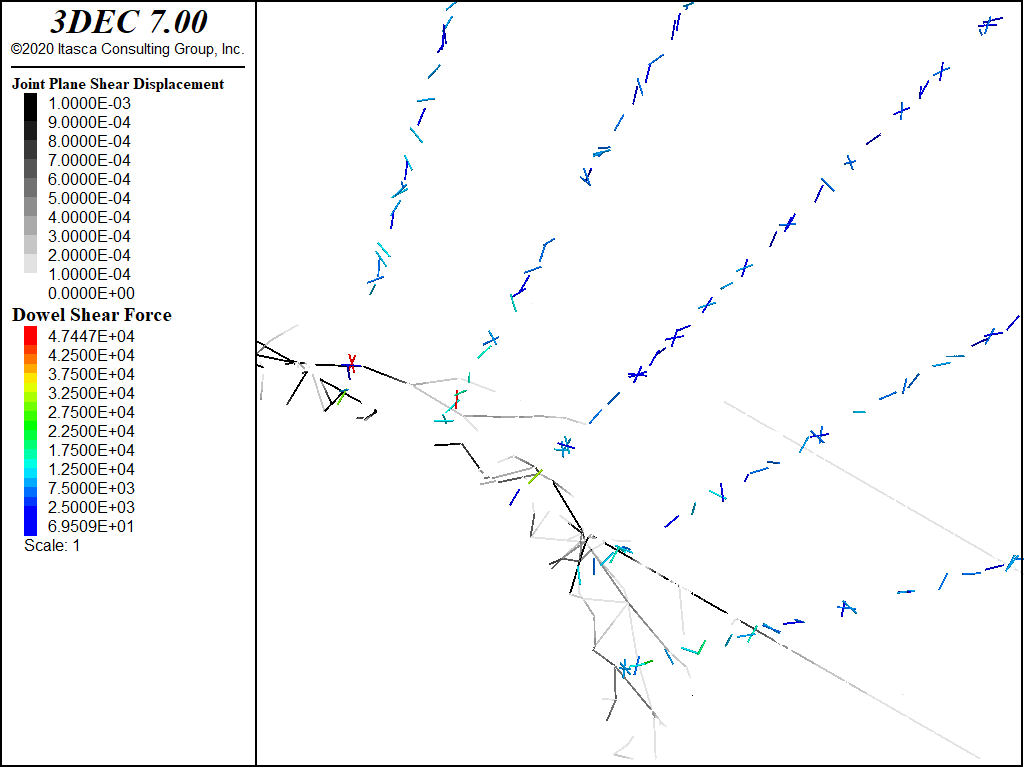 3DEC 7.00
©2020 Itasca Consulting Group, Inc.
Joint Plane Shear Displacement
1.0000E-03
9.0000E-04
8.0000E-04
7.0000E-04
6.0000E-04
5.0000E-04
4.0000E-04
3.0000E-04
2.0000E-04
1.0000E-04
0.0000E+00
Dowel Shear Force
4.7447E+04
4.2500E+04
3.7500E+04
3.2500E+04
2.7500E+04
2.2500E+04
1.7500E+04
1.2500E+04
7.5000E+03
2.5000E+03
6.9509E+01
Scale: 1